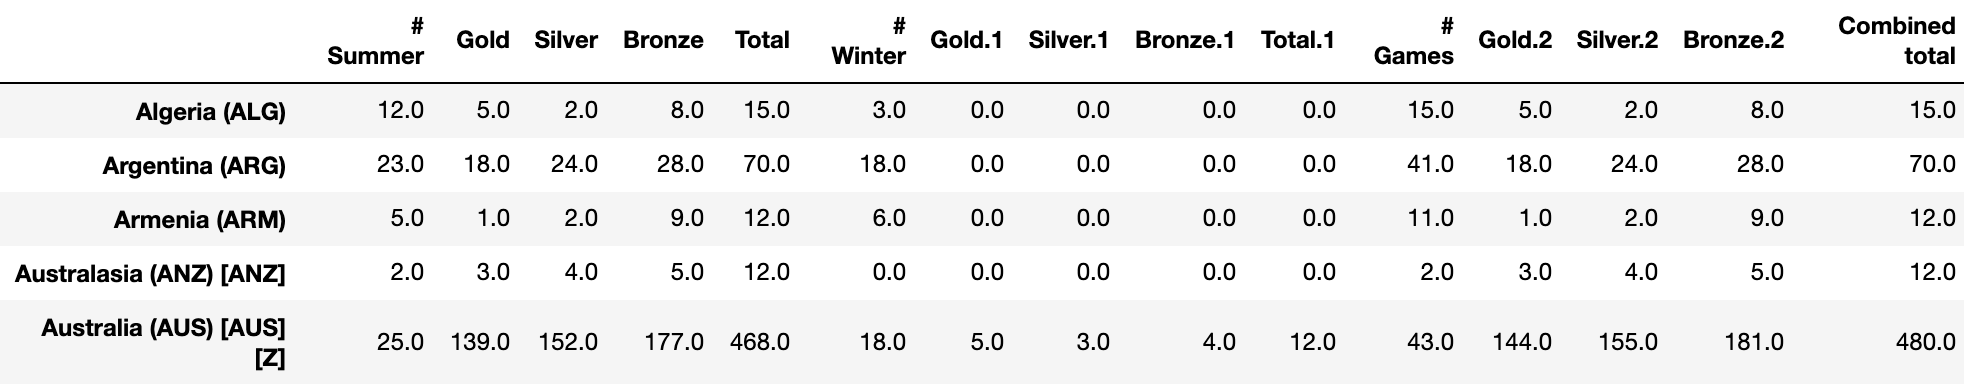 # Summer Gold Silver Bronze Total # Winter Gold.1 Silver.1 Bronze.1 Total.1 # Games Gold.2 Silver.2 Bronze.2 Combined total
Algeria (ALG) 12.0 5.0 2.0 8.0 15.0 3.0 0.0 0.0 0.0 0.0 15.0 5.0 2.0 8.0 15.0
Argentina (ARG) 23.0 18.0 24.0 28.0 70.0 18.0 0.0 0.0 0.0 0.0 41.0 18.0 24.0 28.0 70.0
Armenia (ARM) 5.0 1.0 2.0 9.0 12.0 6.0 0.0 0.0 0.0 0.0 11.0 1.0 2.0 9.0 12.0
Australasia (ANZ) [ANZ] 2.0 3.0 4.0 5.0 12.0 0.0 0.0 0.0 0.0 0.0 2.0 3.0 4.0 5.0 12.0
Australia (AUS) [AUS] [Z] 25.0 139.0 152.0 177.0 468.0 18.0 5.0 3.0 4.0 12.0 43.0 144.0 155.0 181.0 480.0